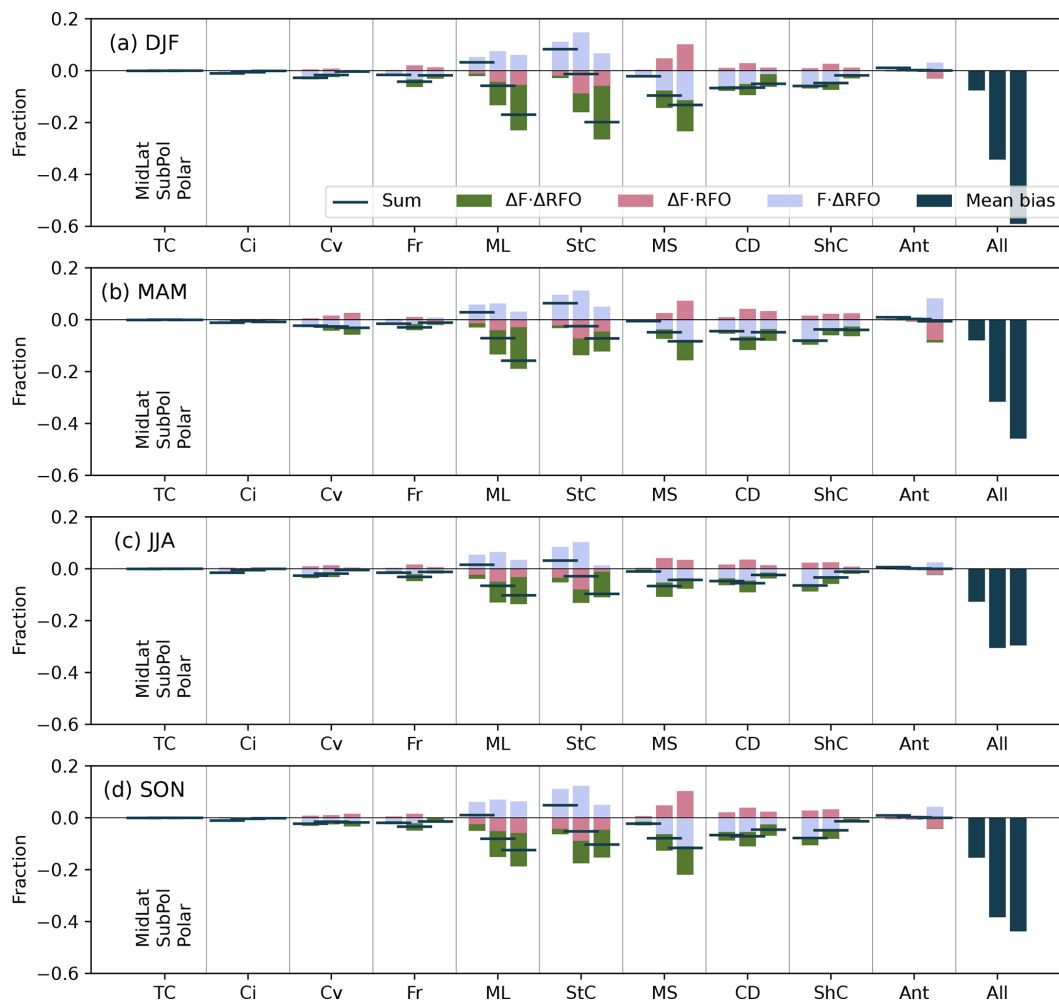 (a) DJF
0.2
0.0
−0.2
−0.4
−0.6
Fraction
MidLat
SubPol
Polar
Sum
ΔF·ΔRFO
ΔF·RFO
F·ΔRFO
Mean bias
TC Ci Cv Fr ML StC MS CD ShC Ant All
(b) MAM
0.2
0.0
−0.2
−0.4
−0.6
Fraction
MidLat
SubPol
Polar
TC Ci Cv Fr ML StC MS CD ShC Ant All
(c) JJA
0.2
0.0
−0.2
−0.4
−0.6
Fraction
MidLat
SubPol
Polar
TC Ci Cv Fr ML StC MS CD ShC Ant All
(d) SON
0.2
0.0
−0.2
−0.4
−0.6
Fraction
MidLat
SubPol
Polar
TC Ci Cv Fr ML StC MS CD ShC Ant All